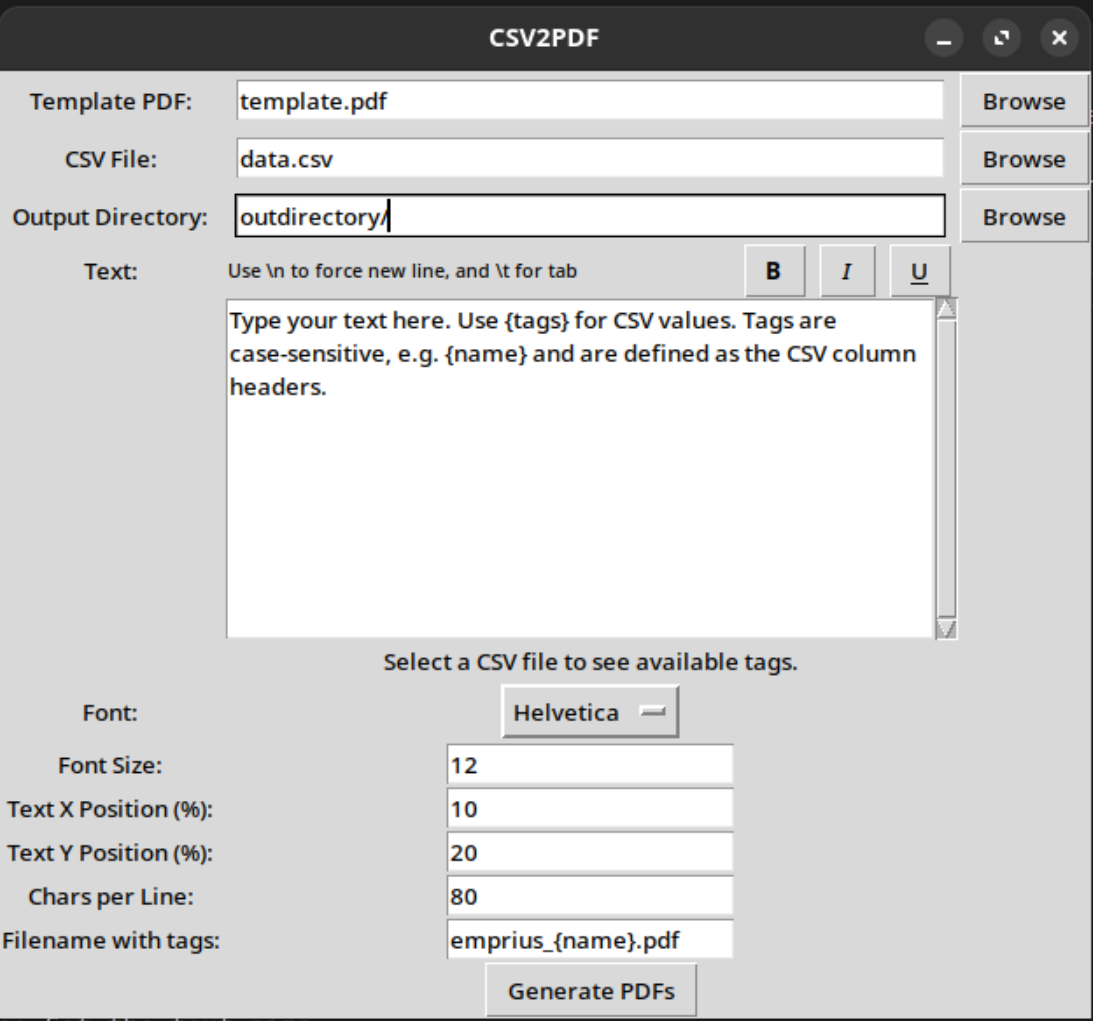 CSV2PDF
Template PDF: template.pdf Browse
CSV File: data.csv Browse
Output Directory: outdirectory/ Browse
Text: Use \n to force new line, and \t for tab B I U
Type your text here. Use {tags} for CSV values. Tags are
case-sensitive, e.g. {name} and are defined as the CSV column
headers.
Select a CSV file to see available tags.
Font: Helvetica
Font Size: 12
Text X Position (%): 10
Text Y Position (%): 20
Chars per Line: 80
Filename with tags: emprius_{name}.pdf
Generate PDFs